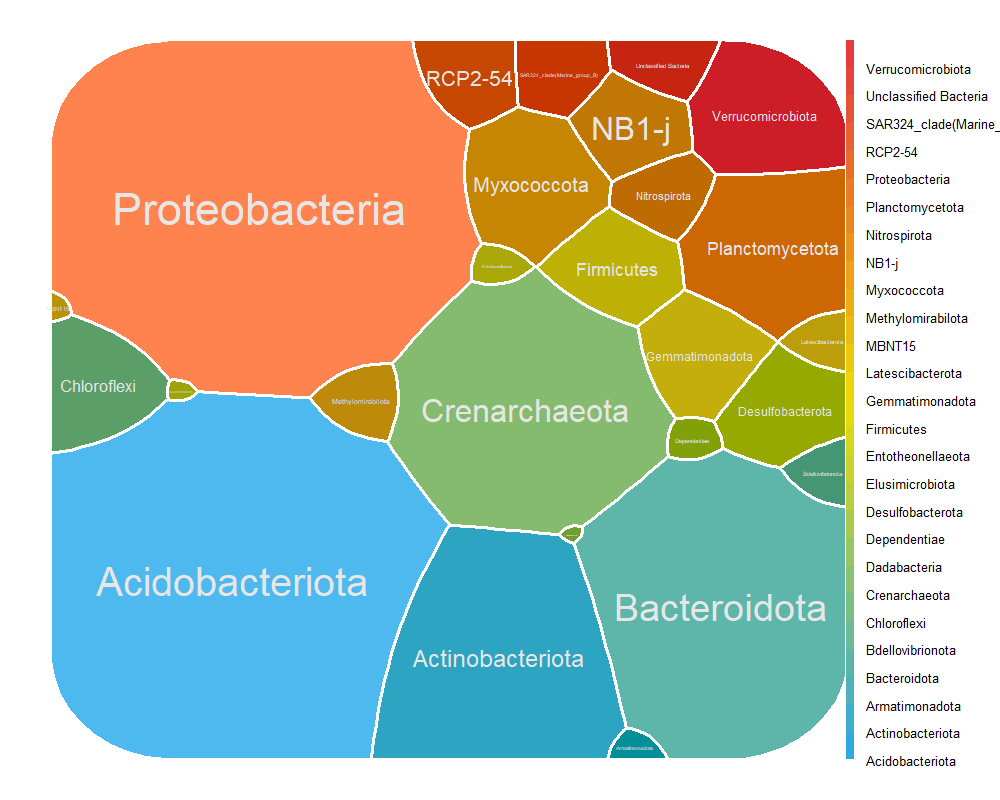 RCP2-54
SAR324_clade(Marine_group_B)
Unclassified Bacteria
Verrucomicrobiota
NB1-j
Myxococcota
Nitrospirota
Proteobacteria
Planctomycetota
Firmicutes
Latescibacterota
Gemmatimonadota
Chloroflexi
Methylomirabilota
Crenarchaeota
Desulfobacterota
Dependentiae
Bdellovibrionota
Acidobacteriota
Bacteroidota
Actinobacteriota
Armatimonadota
Verrucomicrobiota
Unclassified Bacteria
SAR324_clade(Marine_
RCP2-54
Proteobacteria
Planctomycetota
Nitrospirota
NB1-j
Myxococcota
Methylomirabilota
MBNT15
Latescibacterota
Gemmatimonadota
Firmicutes
Entotheonellaeota
Elusimicrobiota
Desulfobacterota
Dependentiae
Dadabacteria
Crenarchaeota
Chloroflexi
Bdellovibrionota
Bacteroidota
Armatimonadota
Actinobacteriota
Acidobacteriota